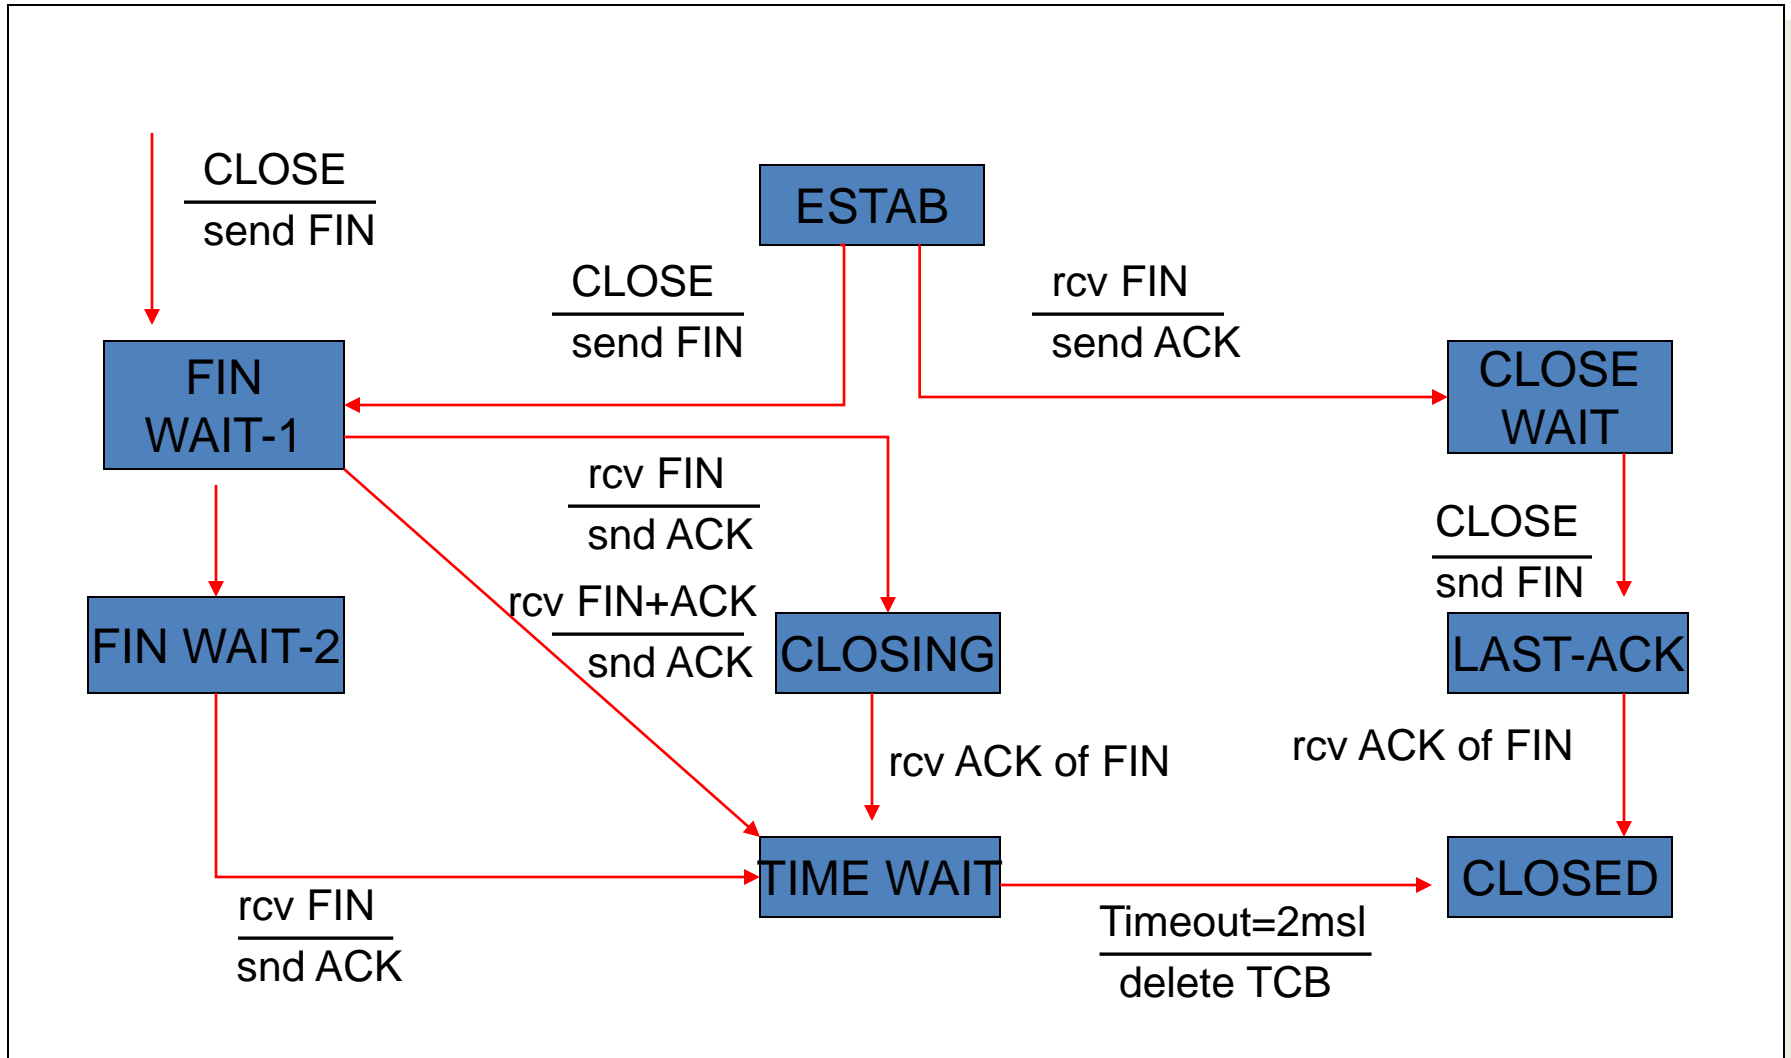 CLOSE
send FIN
ESTAB
CLOSE
send FIN
rcv FIN
send ACK
FIN
WAIT-1
CLOSE
WAIT
rcv FIN
snd ACK
CLOSE
snd FIN
rcv FIN+ACK
snd ACK
FIN WAIT-2
CLOSING
LAST-ACK
rcv ACK of FIN
rcv ACK of FIN
TIME WAIT
CLOSED
rcv FIN
snd ACK
Timeout=2msl
delete TCB